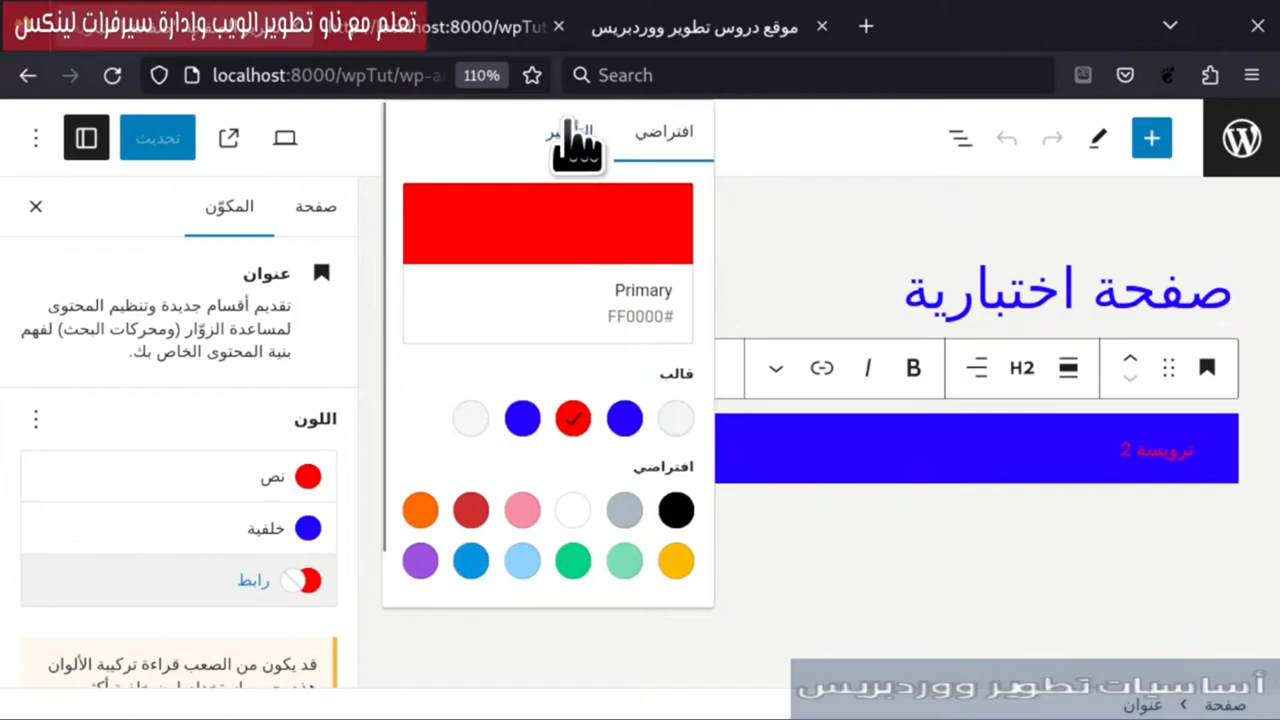 تعلم مع ناو تطوير الويب وإدارة سيرفرات لينكس
localhost:8000/wpTut
موقع دروس تطوير ووردبريس
localhost:8000/wpTut/wp-a
110%
Search
تحديث
افتراضي
صفحة
المكوّن
عنوان
تقديم أقسام جديدة وتنظيم المحتوى
لمساعدة الزوّار (ومحركات البحث) لفهم
بنية المحتوى الخاص بك.
اللون
نص
خلفية
رابط
قد يكون من الصعب قراءة تركيبة الألوان
Primary
FF0000#
قالب
افتراضي
صفحة اختبارية
H2
B
I
ترويسة 2
أساسيات تطوير ووردبريس
صفحة
عنوان